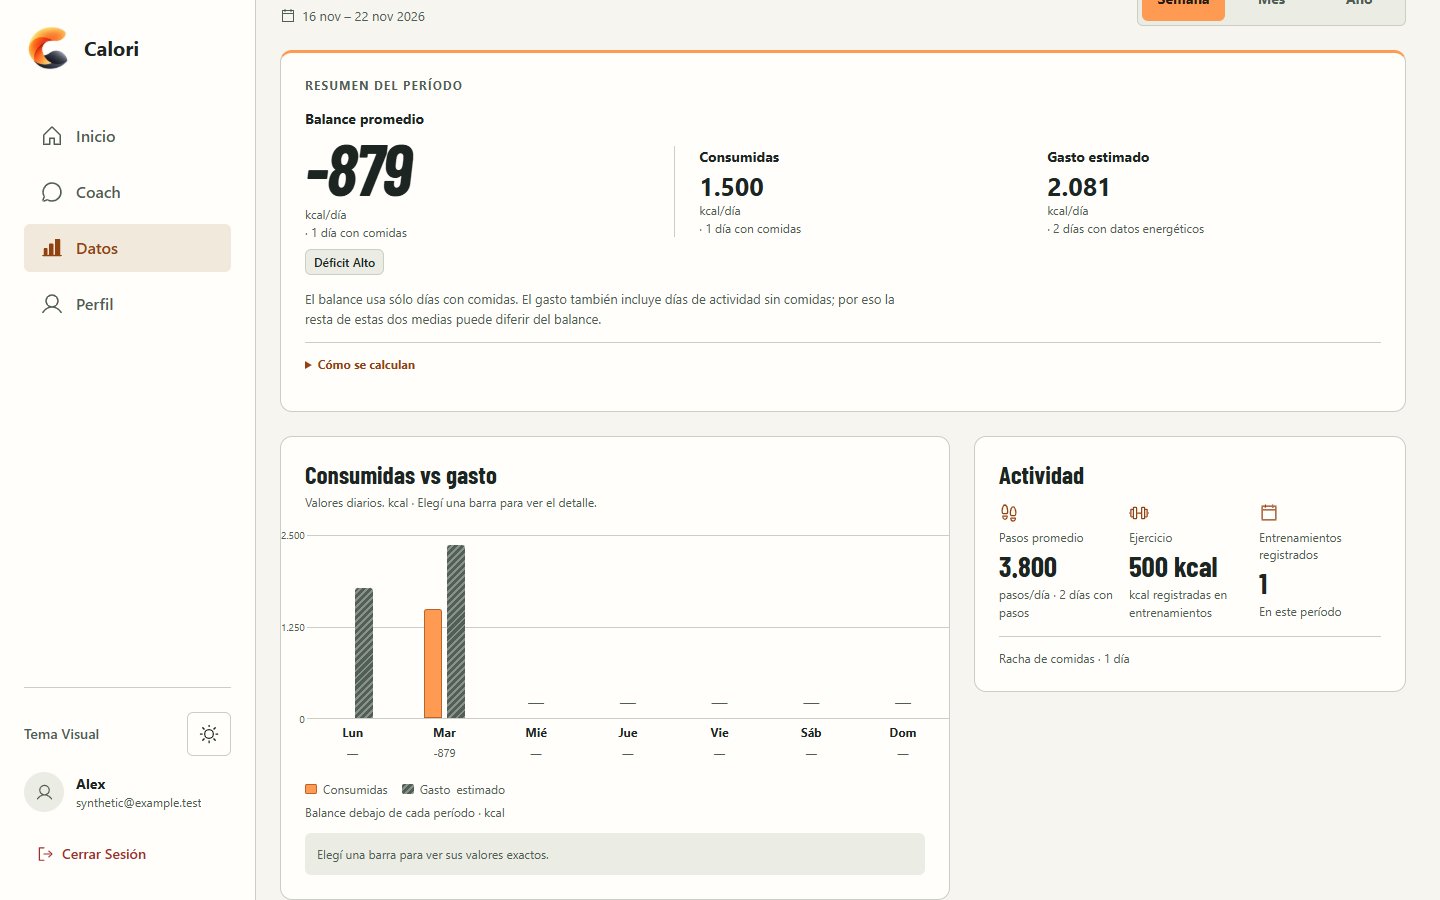 Calori
Inicio
Coach
Datos
Perfil
Tema Visual
Alex
synthetic@example.test
Cerrar Sesión
16 nov – 22 nov 2026
Semana
Mes
Año
RESUMEN DEL PERÍODO
Balance promedio
-879
kcal/día
· 1 día con comidas
Déficit Alto
Consumidas
1.500
kcal/día
· 1 día con comidas
Gasto estimado
2.081
kcal/día
· 2 días con datos energéticos
El balance usa sólo días con comidas. El gasto también incluye días de actividad sin comidas; por eso la
resta de estas dos medias puede diferir del balance.
Cómo se calculan
Consumidas vs gasto
Valores diarios. kcal · Elegí una barra para ver el detalle.
2.500
1.250
0
Lun Mar Mié Jue Vie Sáb Dom
— -879 — — — — —
Consumidas Gasto estimado
Balance debajo de cada período · kcal
Elegí una barra para ver sus valores exactos.
Actividad
Pasos promedio
3.800
pasos/día · 2 días con
pasos
Ejercicio
500 kcal
kcal registradas en
entrenamientos
Entrenamientos
registrados
1
En este período
Racha de comidas · 1 día